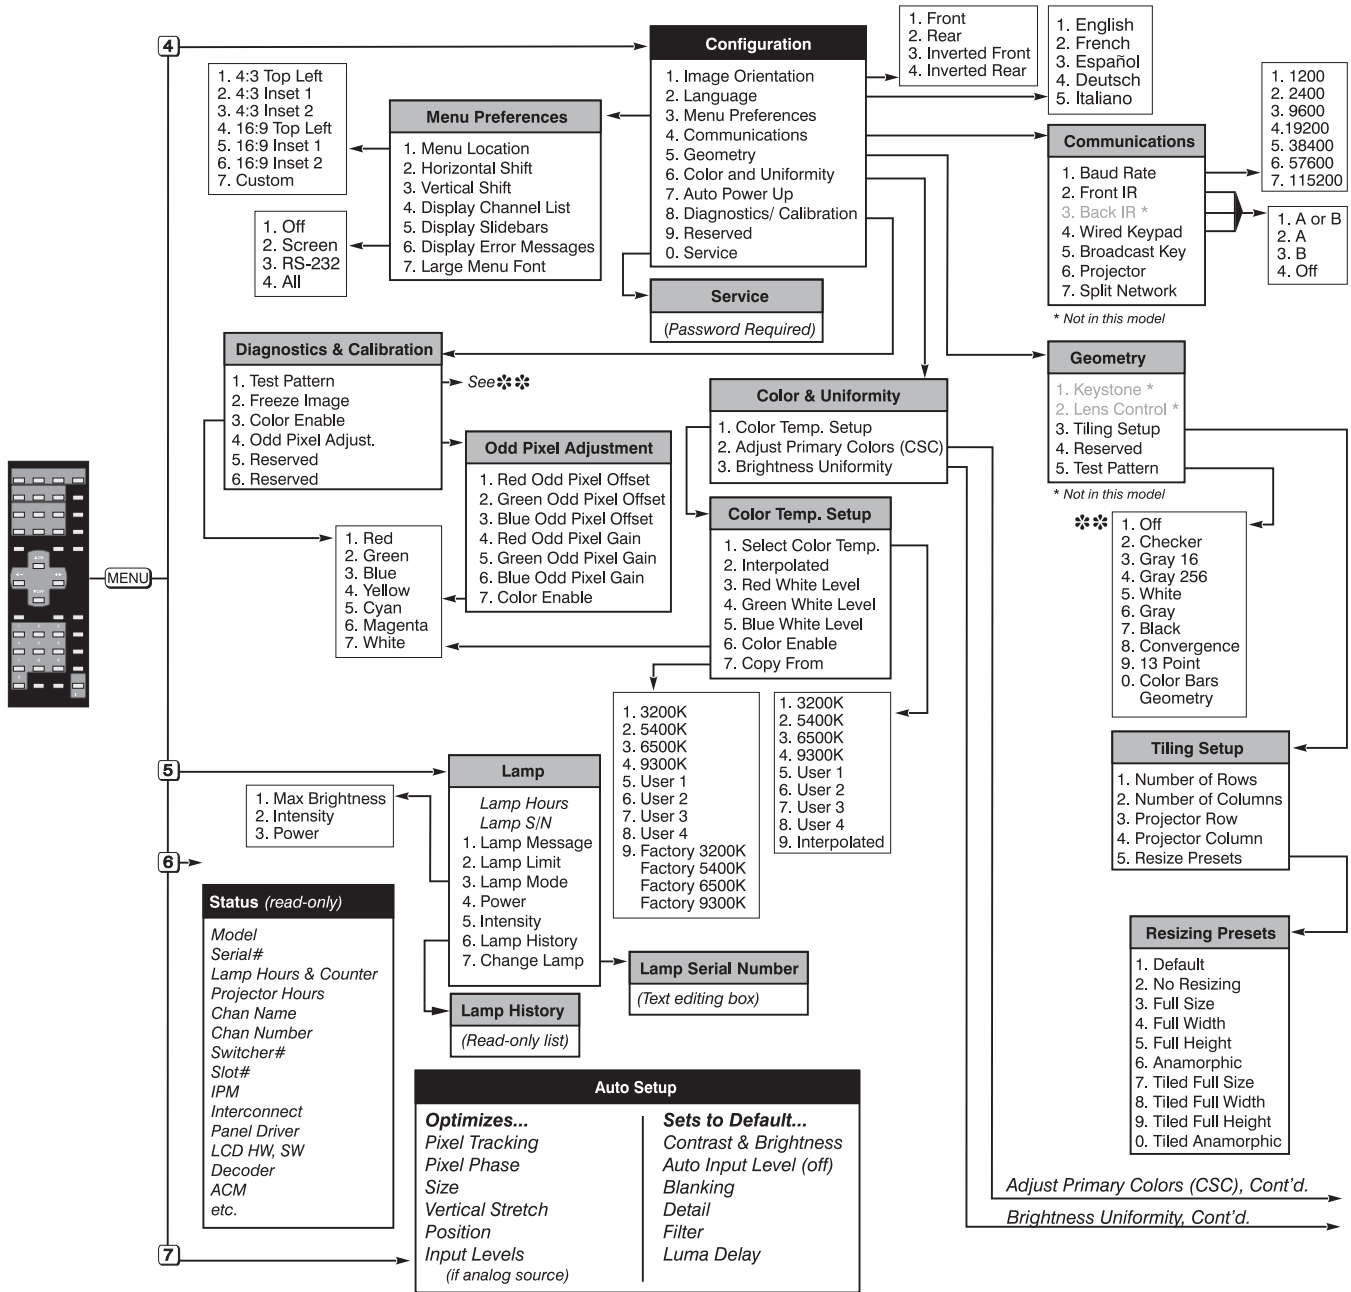 4
Configuration
1. Image Orientation
2. Language
3. Menu Preferences
4. Communications
5. Geometry
6. Color and Uniformity
7. Auto Power Up
8. Diagnostics/ Calibration
9. Reserved
0. Service
1. Front
2. Rear
3. Inverted Front
4. Inverted Rear
1. English
2. French
3. Español
4. Deutsch
5. Italiano
1. 4:3 Top Left
2. 4:3 Inset 1
3. 4:3 Inset 2
4. 16:9 Top Left
5. 16:9 Inset 1
6. 16:9 Inset 2
7. Custom
Menu Preferences
1. Menu Location
2. Horizontal Shift
3. Vertical Shift
4. Display Channel List
5. Display Slidebars
6. Display Error Messages
7. Large Menu Font
1. Off
2. Screen
3. RS-232
4. All
Communications
1. Baud Rate
2. Front IR
3. Back IR *
4. Wired Keypad
5. Broadcast Key
6. Projector
7. Split Network
* Not in this model
1. 1200
2. 2400
3. 9600
4.19200
5. 38400
6. 57600
7. 115200
1. A or B
2. A
3. B
4. Off
Service
(Password Required)
Diagnostics & Calibration
1. Test Pattern
2. Freeze Image
3. Color Enable
4. Odd Pixel Adjust.
5. Reserved
6. Reserved
See✽✽
Odd Pixel Adjustment
1. Red Odd Pixel Offset
2. Green Odd Pixel Offset
3. Blue Odd Pixel Offset
4. Red Odd Pixel Gain
5. Green Odd Pixel Gain
6. Blue Odd Pixel Gain
7. Color Enable
1. Red
2. Green
3. Blue
4. Yellow
5. Cyan
6. Magenta
7. White
Color & Uniformity
1. Color Temp. Setup
2. Adjust Primary Colors (CSC)
3. Brightness Uniformity
Geometry
1. Keystone *
2. Lens Control *
3. Tiling Setup
4. Reserved
5. Test Pattern
* Not in this model
Color Temp. Setup
1. Select Color Temp.
2. Interpolated
3. Red White Level
4. Green White Level
5. Blue White Level
6. Color Enable
7. Copy From
✽✽
1. Off
2. Checker
3. Gray 16
4. Gray 256
5. White
6. Gray
7. Black
8. Convergence
9. 13 Point
0. Color Bars
Geometry
MENU
1. 3200K
2. 5400K
3. 6500K
4. 9300K
5. User 1
6. User 2
7. User 3
8. User 4
9. Factory 3200K
Factory 5400K
Factory 6500K
Factory 9300K
1. 3200K
2. 5400K
3. 6500K
4. 9300K
5. User 1
6. User 2
7. User 3
8. User 4
9. Interpolated
Tiling Setup
1. Number of Rows
2. Number of Columns
3. Projector Row
4. Projector Column
5. Resize Presets
5
Lamp
Lamp Hours
Lamp S/N
1. Lamp Message
2. Lamp Limit
3. Lamp Mode
4. Power
5. Intensity
6. Lamp History
7. Change Lamp
1. Max Brightness
2. Intensity
3. Power
Lamp Serial Number
(Text editing box)
Lamp History
(Read-only list)
Resizing Presets
1. Default
2. No Resizing
3. Full Size
4. Full Width
5. Full Height
6. Anamorphic
7. Tiled Full Size
8. Tiled Full Width
9. Tiled Full Height
0. Tiled Anamorphic
6
Status (read-only)
Model
Serial#
Lamp Hours & Counter
Projector Hours
Chan Name
Chan Number
Switcher#
Slot#
IPM
Interconnect
Panel Driver
LCD HW, SW
Decoder
ACM
etc.
7
Auto Setup
Optimizes...
Pixel Tracking
Pixel Phase
Size
Vertical Stretch
Position
Input Levels
(if analog source)
Sets to Default...
Contrast & Brightness
Auto Input Level (off)
Blanking
Detail
Filter
Luma Delay
Adjust Primary Colors (CSC), Cont'd.
Brightness Uniformity, Cont'd.